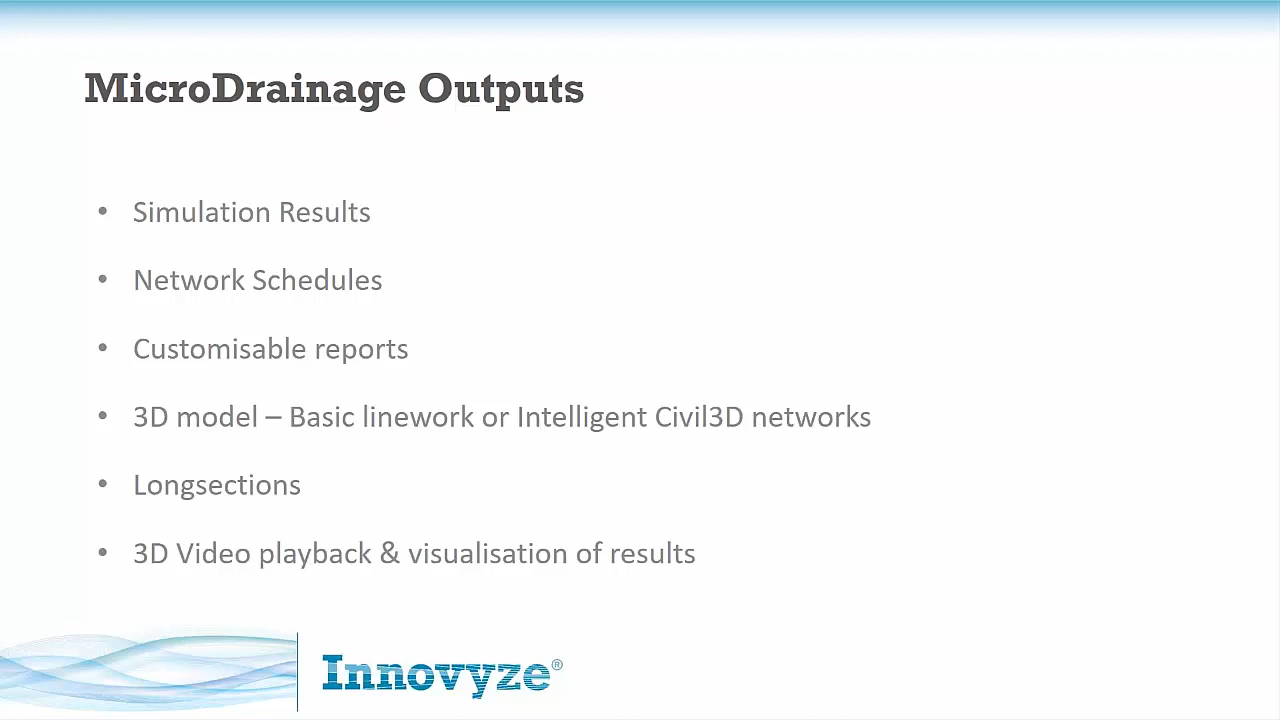 MicroDrainage Outputs
• Simulation Results
• Network Schedules
• Customisable reports
• 3D model – Basic linework or Intelligent Civil3D networks
• Longsections
• 3D Video playback & visualisation of results
Innovyze®